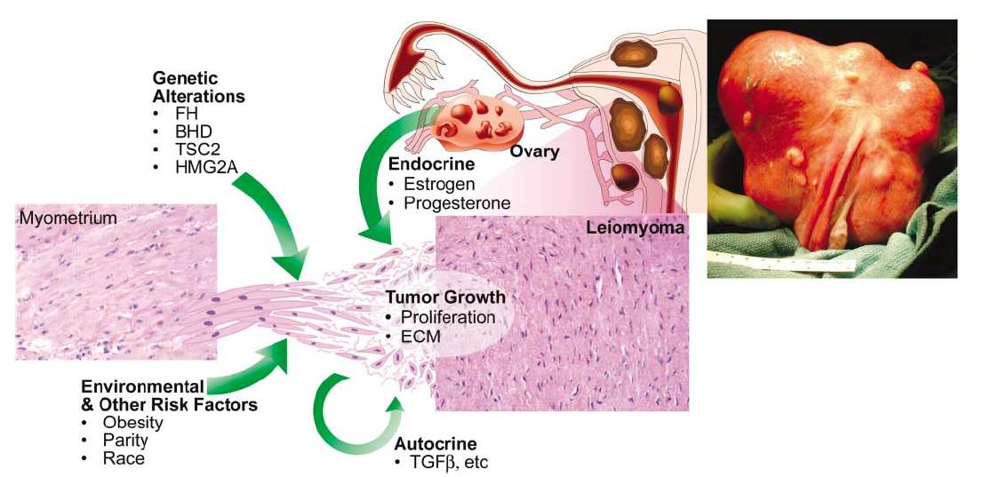 Genetic
Alterations
• FH
• BHD
• TSC2
• HMG2A
Ovary
Endocrine
• Estrogen
• Progesterone
Myometrium
Leiomyoma
Tumor Growth
• Proliferation
• ECM
Environmental
& Other Risk Factors
• Obesity
• Parity
• Race
Autocrine
• TGFβ, etc